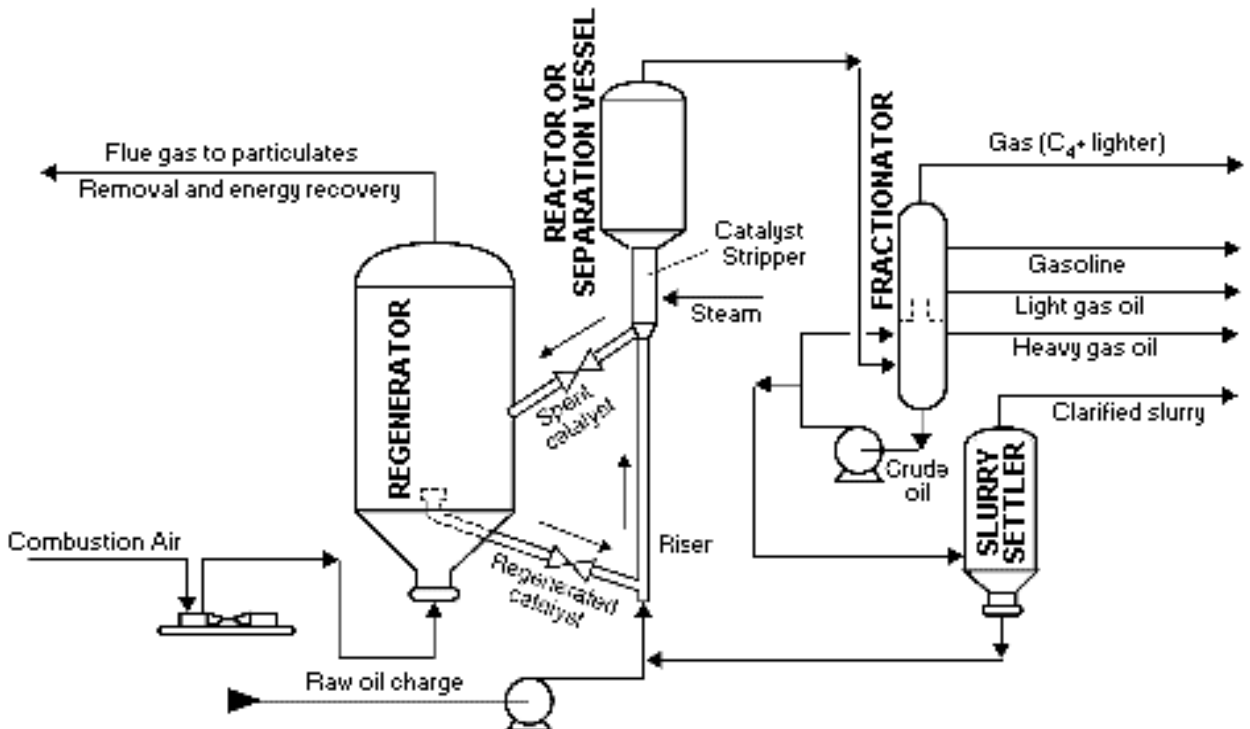 REACTOR OR
SEPARATION VESSEL
Flue gas to particulates
Removal and energy recovery
FRACTIONATOR
Gas (C₄+ lighter)
Catalyst
Stripper
Gasoline
Steam
Light gas oil
Heavy gas oil
REGENERATOR
Spent
catalyst
Clarified slurry
Crude
oil
SLURRY
SETTLER
Combustion Air
Riser
Regenerated
catalyst
Raw oil charge